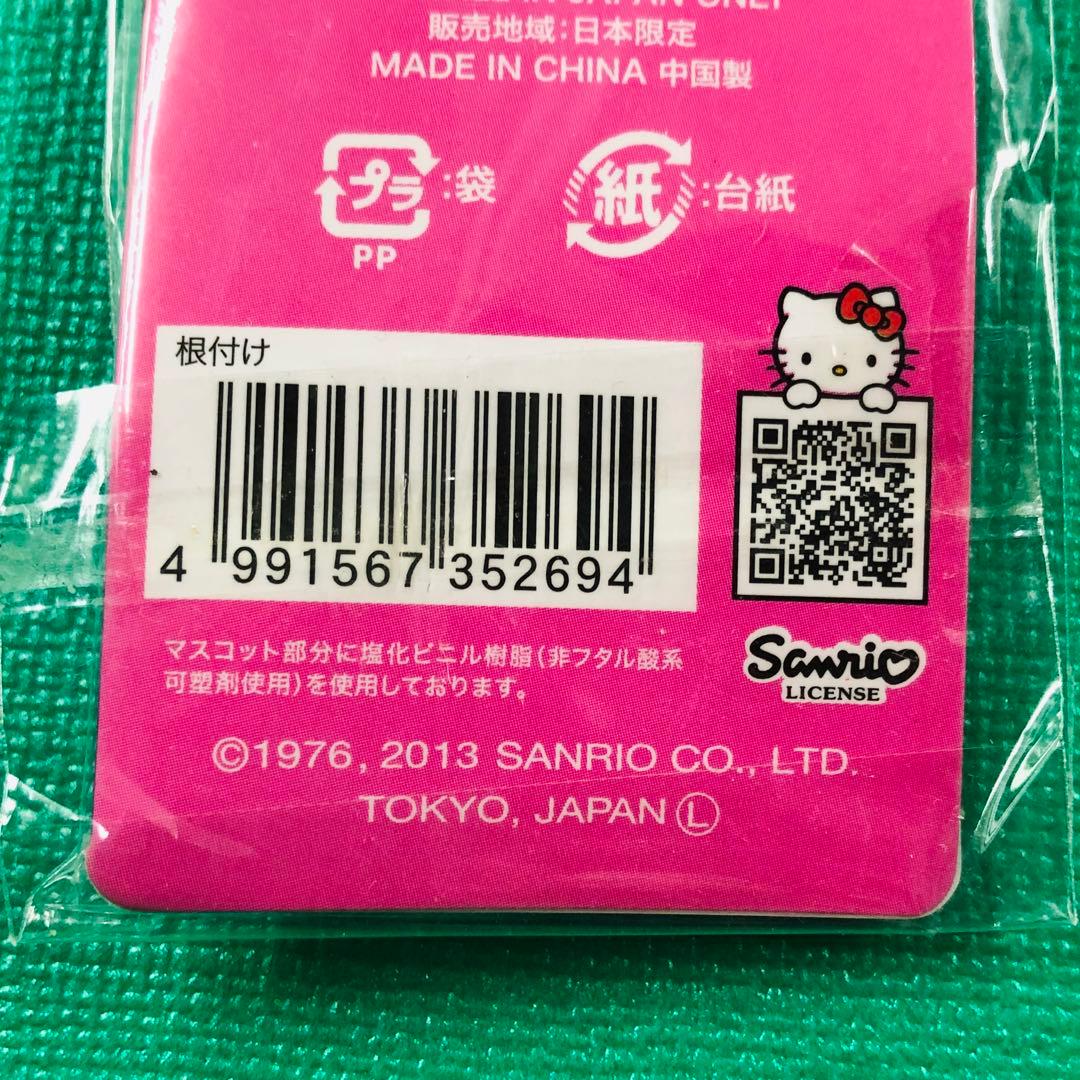 IN JAPAN ONLY
販売地域:日本限定
MADE IN CHINA 中国製
プラ :袋
PP
紙 :台紙
根付け
4 991567 352694
マスコット部分に塩化ビニル樹脂(非フタル酸系
可塑剤使用)を使用しております。
Sanrio
LICENSE
©1976, 2013 SANRIO CO., LTD.
TOKYO, JAPAN Ⓛ